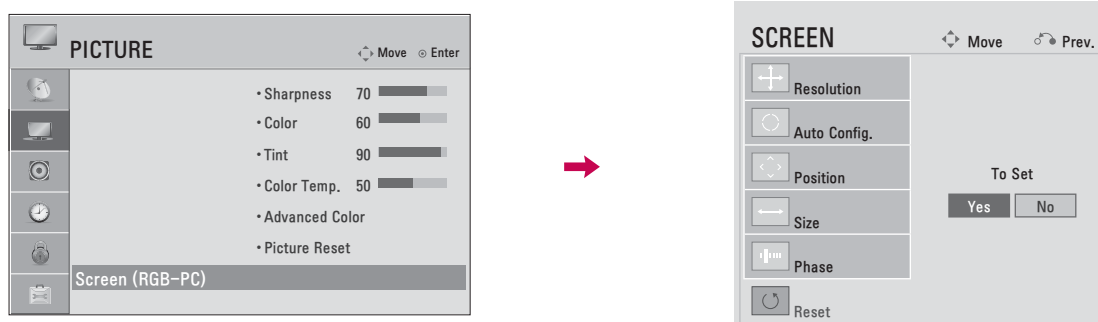 PICTURE
Move Enter
• Sharpness 70
• Color 60
• Tint 90
• Color Temp. 50
• Advanced Color
• Picture Reset
Screen (RGB-PC)
SCREEN
Move Prev.
Resolution
Auto Config.
Position
Size
Phase
Reset
To Set
Yes No